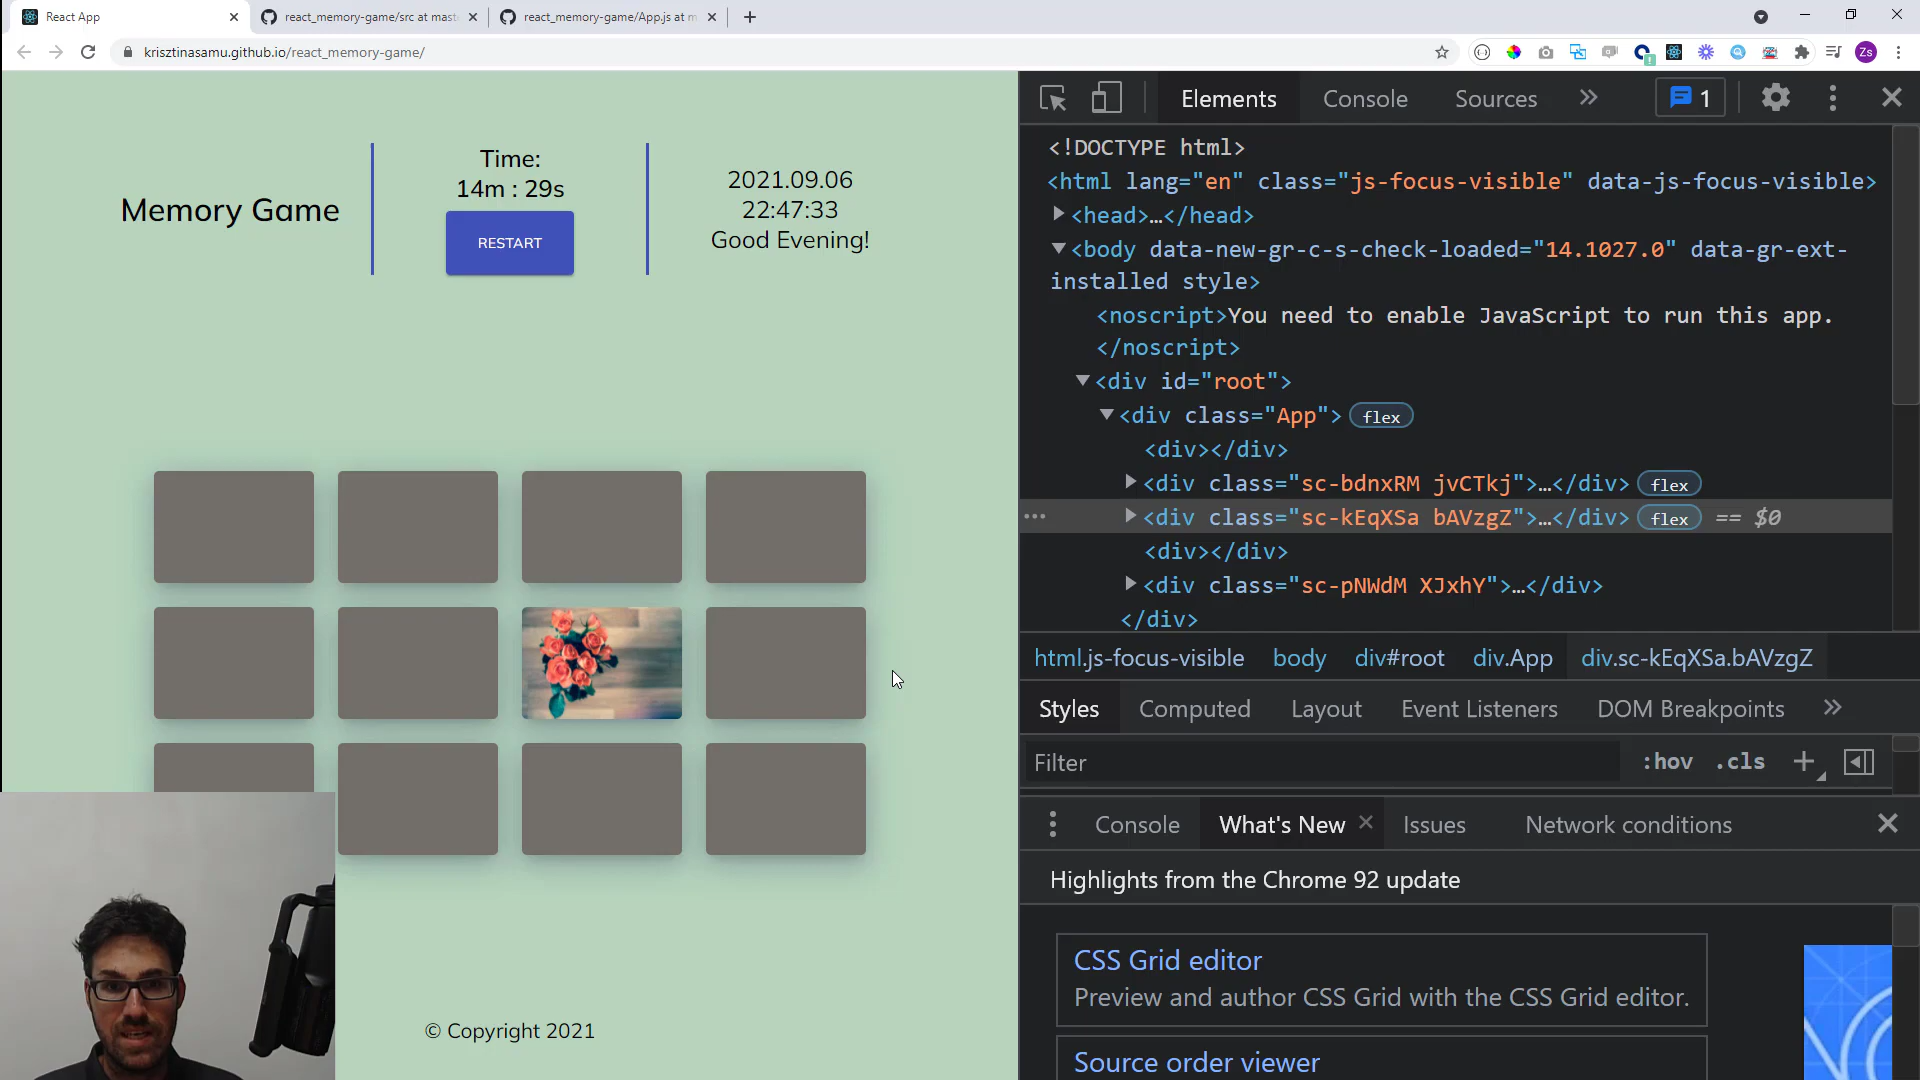 React App
react_memory-game/src at mast
react_memory-game/App.js at m
krisztinasamu.github.io/react_memory-game/
Zs
Memory Game
Time:
14m : 29s
RESTART
2021.09.06
22:47:33
Good Evening!
© Copyright 2021
Elements
Console
Sources
1
<!DOCTYPE html>
<html lang="en" class="js-focus-visible" data-js-focus-visible>
<head>…</head>
<body data-new-gr-c-s-check-loaded="14.1027.0" data-gr-ext-
installed style>
<noscript>You need to enable JavaScript to run this app.
</noscript>
<div id="root">
<div class="App"> flex
<div></div>
<div class="sc-bdnxRM jvCTkj">…</div> flex
<div class="sc-kEqXSa bAVzgZ">…</div> flex == $0
<div></div>
<div class="sc-pNWdM XJxhY">…</div>
</div>
html.js-focus-visible body div#root div.App div.sc-kEqXSa.bAVzgZ
Styles Computed Layout Event Listeners DOM Breakpoints
Filter :hov .cls
Console What's New Issues Network conditions
Highlights from the Chrome 92 update
CSS Grid editor
Preview and author CSS Grid with the CSS Grid editor.
Source order viewer